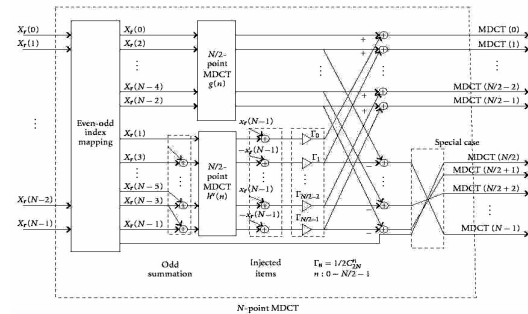 X_r(0)
X_r(1)
⋮
X_r(N−2)
X_r(N−1)
Even-odd
index
mapping
X_r(0)
X_r(2)
⋮
X_r(N−4)
X_r(N−2)
X_r(1)
X_r(3)
X_r(N−5)
X_r(N−3)
X_r(N−1)
Odd
summation
N/2-
point
MDCT
g(n)
N/2-
point
MDCT
h″(n)
x_r(N−1)
−x_r(N−1)
x_r(N−1)
−x_r(N−1)
Injected
items
Γ_0
Γ_1
Γ_{N/2−2}
Γ_{N/2−1}
Γ_n = 1/2C^n_{2N}
n : 0 ∼ N/2 − 1
+
+
+
+
−
−
Special case
MDCT (0)
MDCT (1)
⋮
MDCT (N/2 − 2)
MDCT (N/2 − 1)
MDCT (N/2)
MDCT (N/2 + 1)
MDCT (N/2 + 2)
⋮
MDCT (N − 1)
N-point MDCT